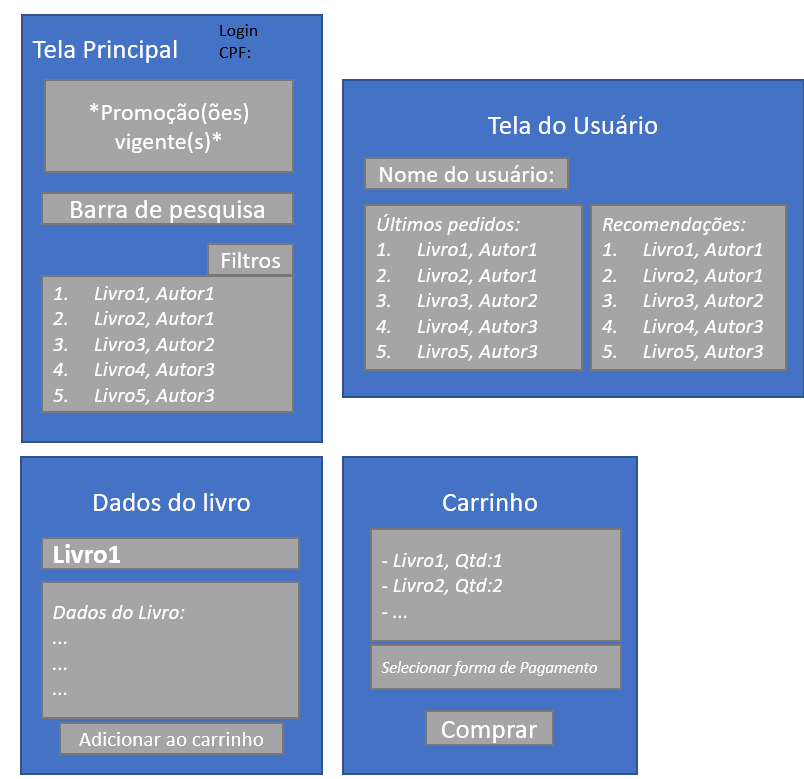 Tela Principal
Login
CPF:
*Promoção(ões)
vigente(s)*
Barra de pesquisa
Filtros
1. Livro1, Autor1
2. Livro2, Autor1
3. Livro3, Autor2
4. Livro4, Autor3
5. Livro5, Autor3
Tela do Usuário
Nome do usuário:
Últimos pedidos:
1. Livro1, Autor1
2. Livro2, Autor1
3. Livro3, Autor2
4. Livro4, Autor3
5. Livro5, Autor3
Recomendações:
1. Livro1, Autor1
2. Livro2, Autor1
3. Livro3, Autor2
4. Livro4, Autor3
5. Livro5, Autor3
Dados do livro
Livro1
Dados do Livro:
...
...
...
Adicionar ao carrinho
Carrinho
- Livro1, Qtd:1
- Livro2, Qtd:2
- ...
Selecionar forma de Pagamento
Comprar